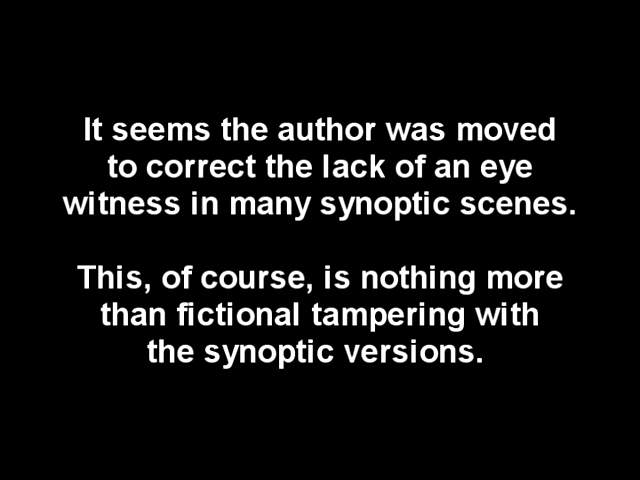 It seems the author was moved
to correct the lack of an eye
witness in many synoptic scenes.
This, of course, is nothing more
than fictional tampering with
the synoptic versions.